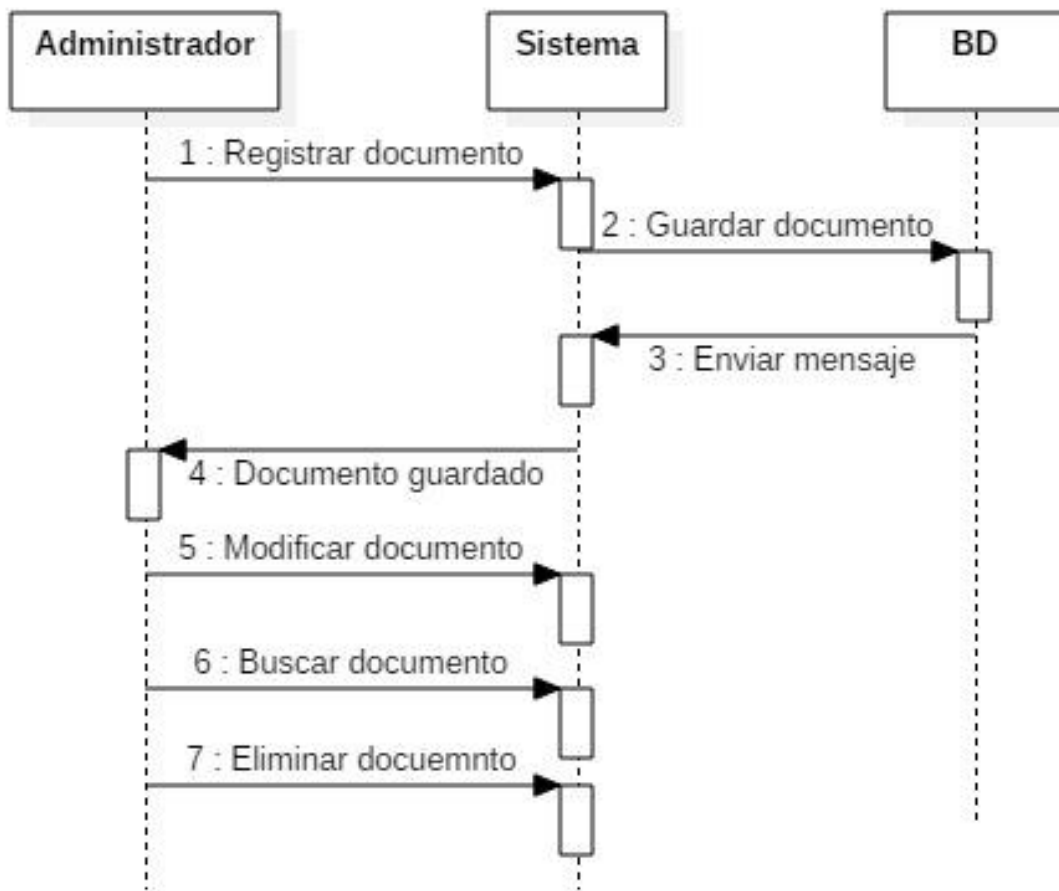 Administrador
Sistema
BD
1 : Registrar documento
2 : Guardar documento
3 : Enviar mensaje
4 : Documento guardado
5 : Modificar documento
6 : Buscar documento
7 : Eliminar docuemnto